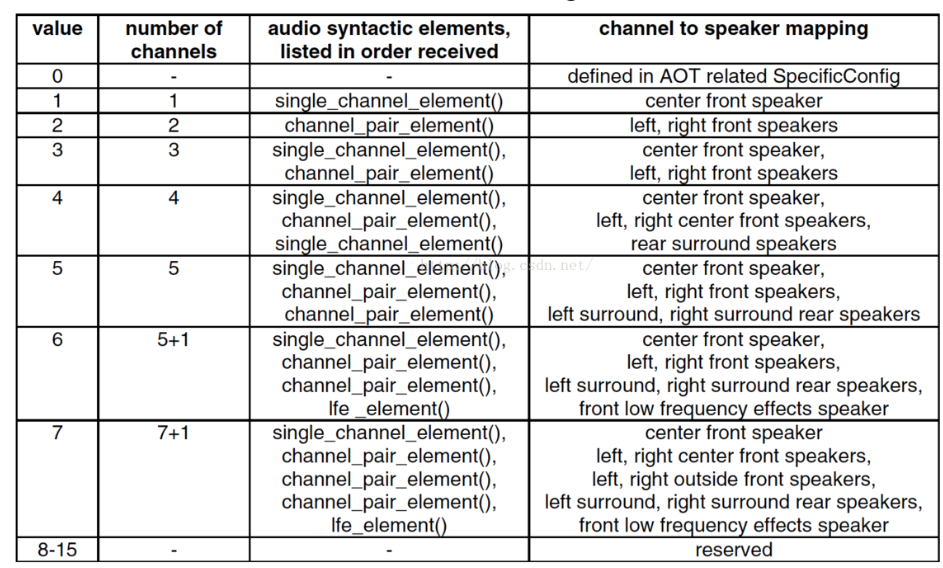 value number of channels audio syntactic elements, listed in order received channel to speaker mapping
0 - - defined in AOT related SpecificConfig
1 1 single_channel_element() center front speaker
2 2 channel_pair_element() left, right front speakers
3 3 single_channel_element(), center front speaker,
channel_pair_element() left, right front speakers
4 4 single_channel_element(), center front speaker,
channel_pair_element(), left, right center front speakers,
single_channel_element() rear surround speakers
5 5 single_channel_element(), center front speaker,
channel_pair_element(), left, right front speakers,
channel_pair_element() left surround, right surround rear speakers
6 5+1 single_channel_element(), center front speaker,
channel_pair_element(), left, right front speakers,
channel_pair_element(), left surround, right surround rear speakers,
lfe _element() front low frequency effects speaker
7 7+1 single_channel_element(), center front speaker
channel_pair_element(), left, right center front speakers,
channel_pair_element(), left, right outside front speakers,
channel_pair_element(), left surround, right surround rear speakers,
lfe_element() front low frequency effects speaker
8-15 - - reserved